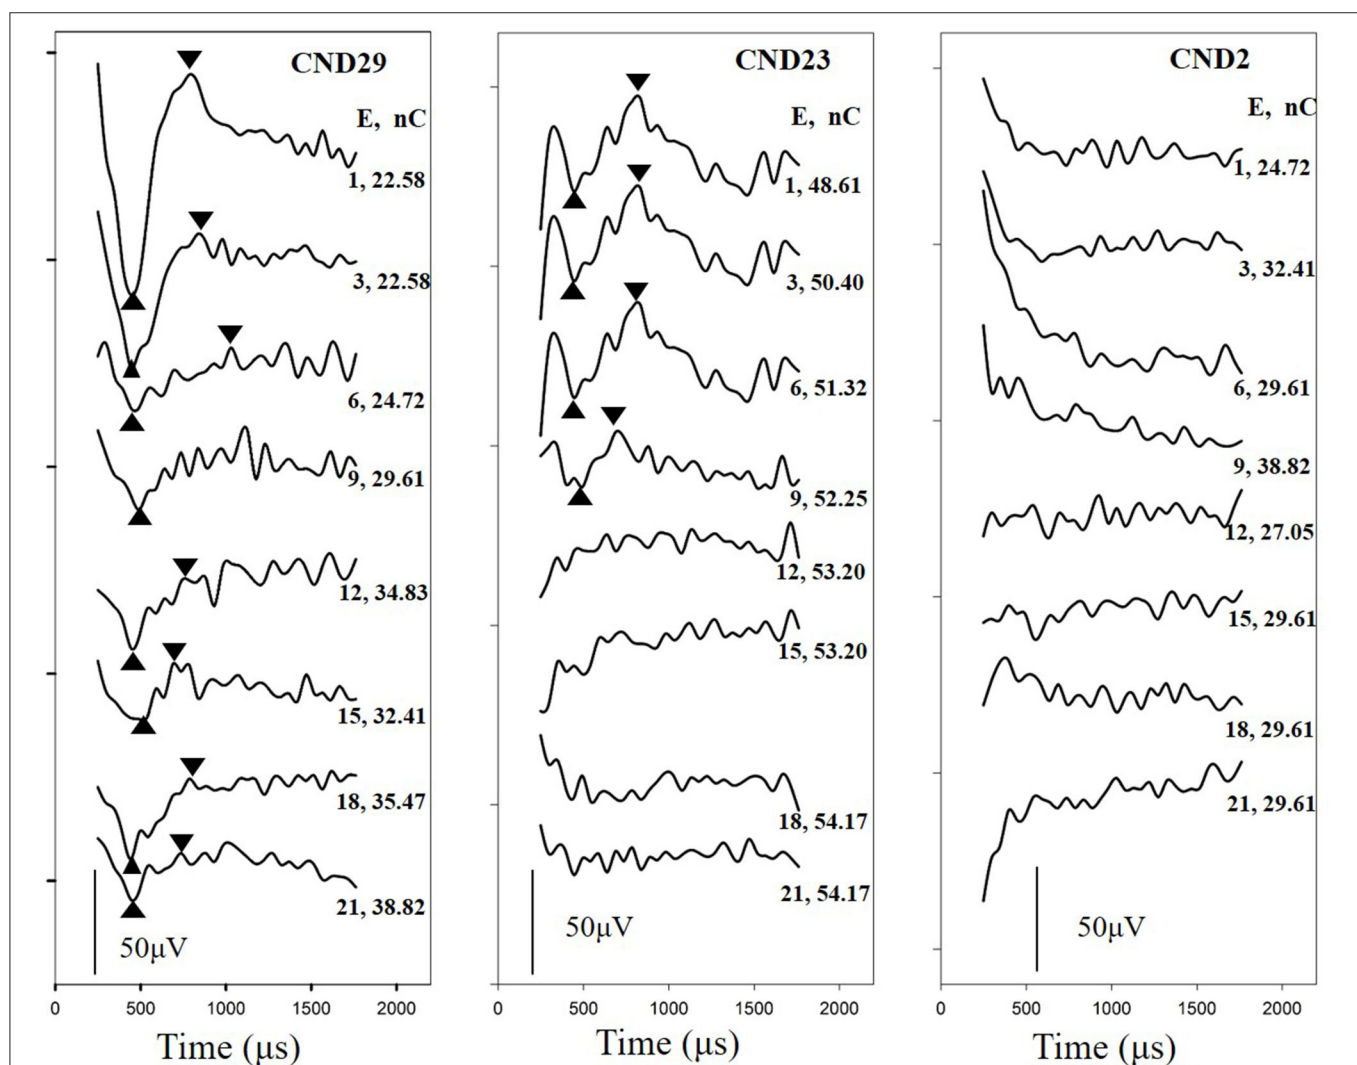 CND29
E, nC
1, 22.58
3, 22.58
6, 24.72
9, 29.61
12, 34.83
15, 32.41
18, 35.47
21, 38.82
50μV
0 500 1000 1500 2000
Time (μs)
CND23
E, nC
1, 48.61
3, 50.40
6, 51.32
9, 52.25
12, 53.20
15, 53.20
18, 54.17
21, 54.17
50μV
0 500 1000 1500 2000
Time (μs)
CND2
E, nC
1, 24.72
3, 32.41
6, 29.61
9, 38.82
12, 27.05
15, 29.61
18, 29.61
21, 29.61
50μV
0 500 1000 1500 2000
Time (μs)